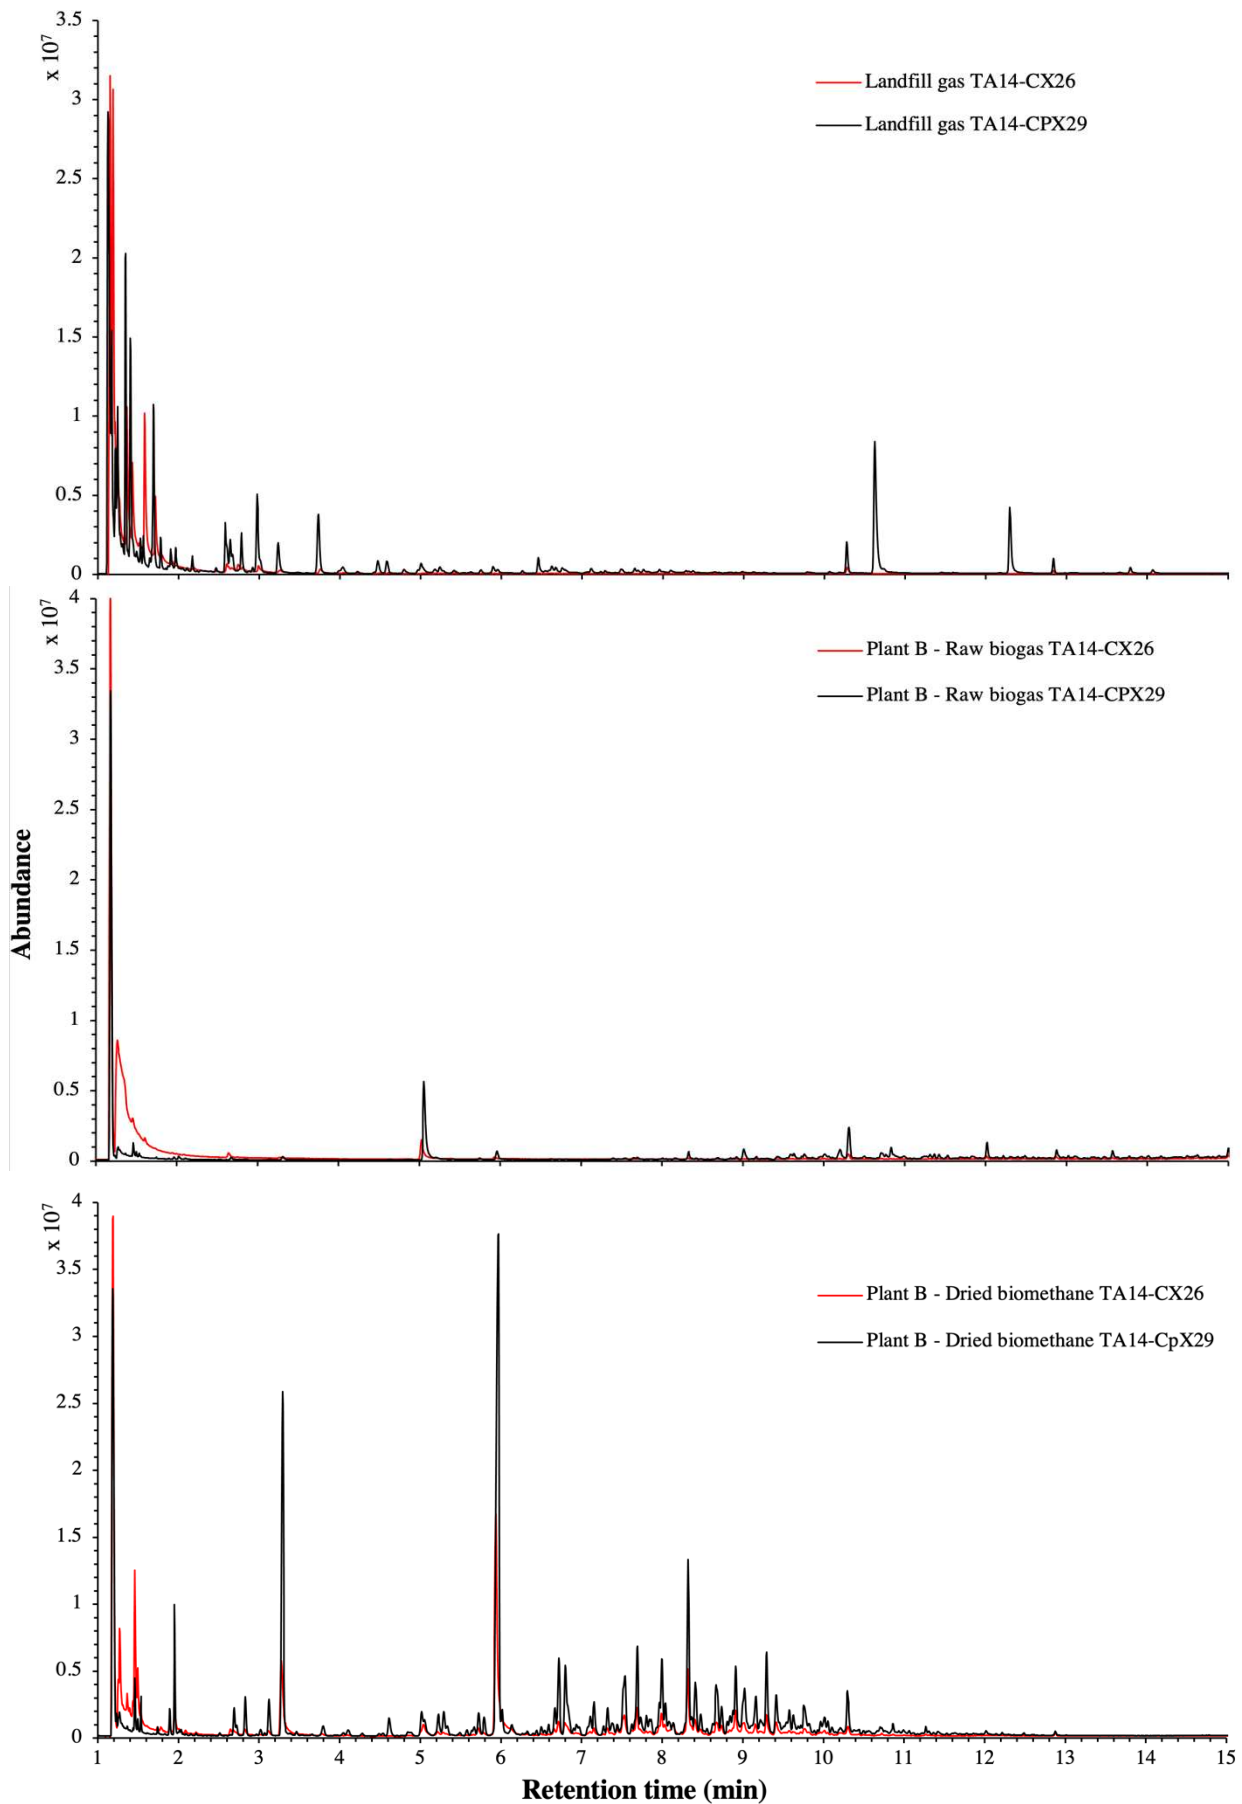 x 10⁷
3.5
3
2.5
2
1.5
1
0.5
0
Landfill gas TA14-CX26
Landfill gas TA14-CPX29
x 10⁷
4
3.5
3
2.5
2
1.5
1
0.5
0
Plant B - Raw biogas TA14-CX26
Plant B - Raw biogas TA14-CPX29
Abundance
x 10⁷
4
3.5
3
2.5
2
1.5
1
0.5
0
Plant B - Dried biomethane TA14-CX26
Plant B - Dried biomethane TA14-CpX29
1 2 3 4 5 6 7 8 9 10 11 12 13 14 15
Retention time (min)